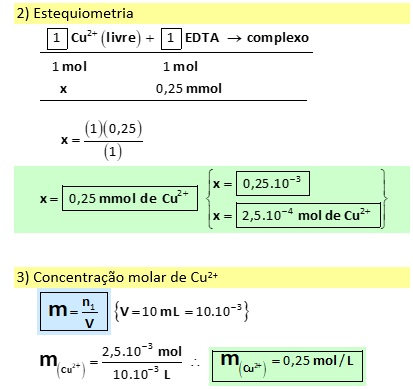 2) Estequiometria
1 Cu²⁺ (livre) + 1 EDTA → complexo
1 mol 1 mol
x 0,25 mmol
x = (1)(0,25) / (1)
x = 0,25 mmol de Cu²⁺ { x = 0,25.10⁻³ }
{ x = 2,5.10⁻⁴ mol de Cu²⁺ }
3) Concentração molar de Cu²⁺
m = n₁ / V {V = 10 mL = 10.10⁻³}
m(Cu²⁺) = 2,5.10⁻³ mol / 10.10⁻³ L ∴ m(Cu²⁺) = 0,25 mol / L